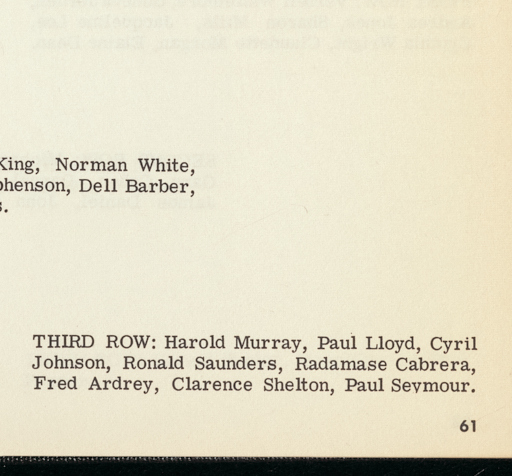 King, Norman White,
phenson, Dell Barber,
s.
THIRD ROW: Harold Murray, Paul Lloyd, Cyril
Johnson, Ronald Saunders, Radamase Cabrera,
Fred Ardrey, Clarence Shelton, Paul Seymour.
61